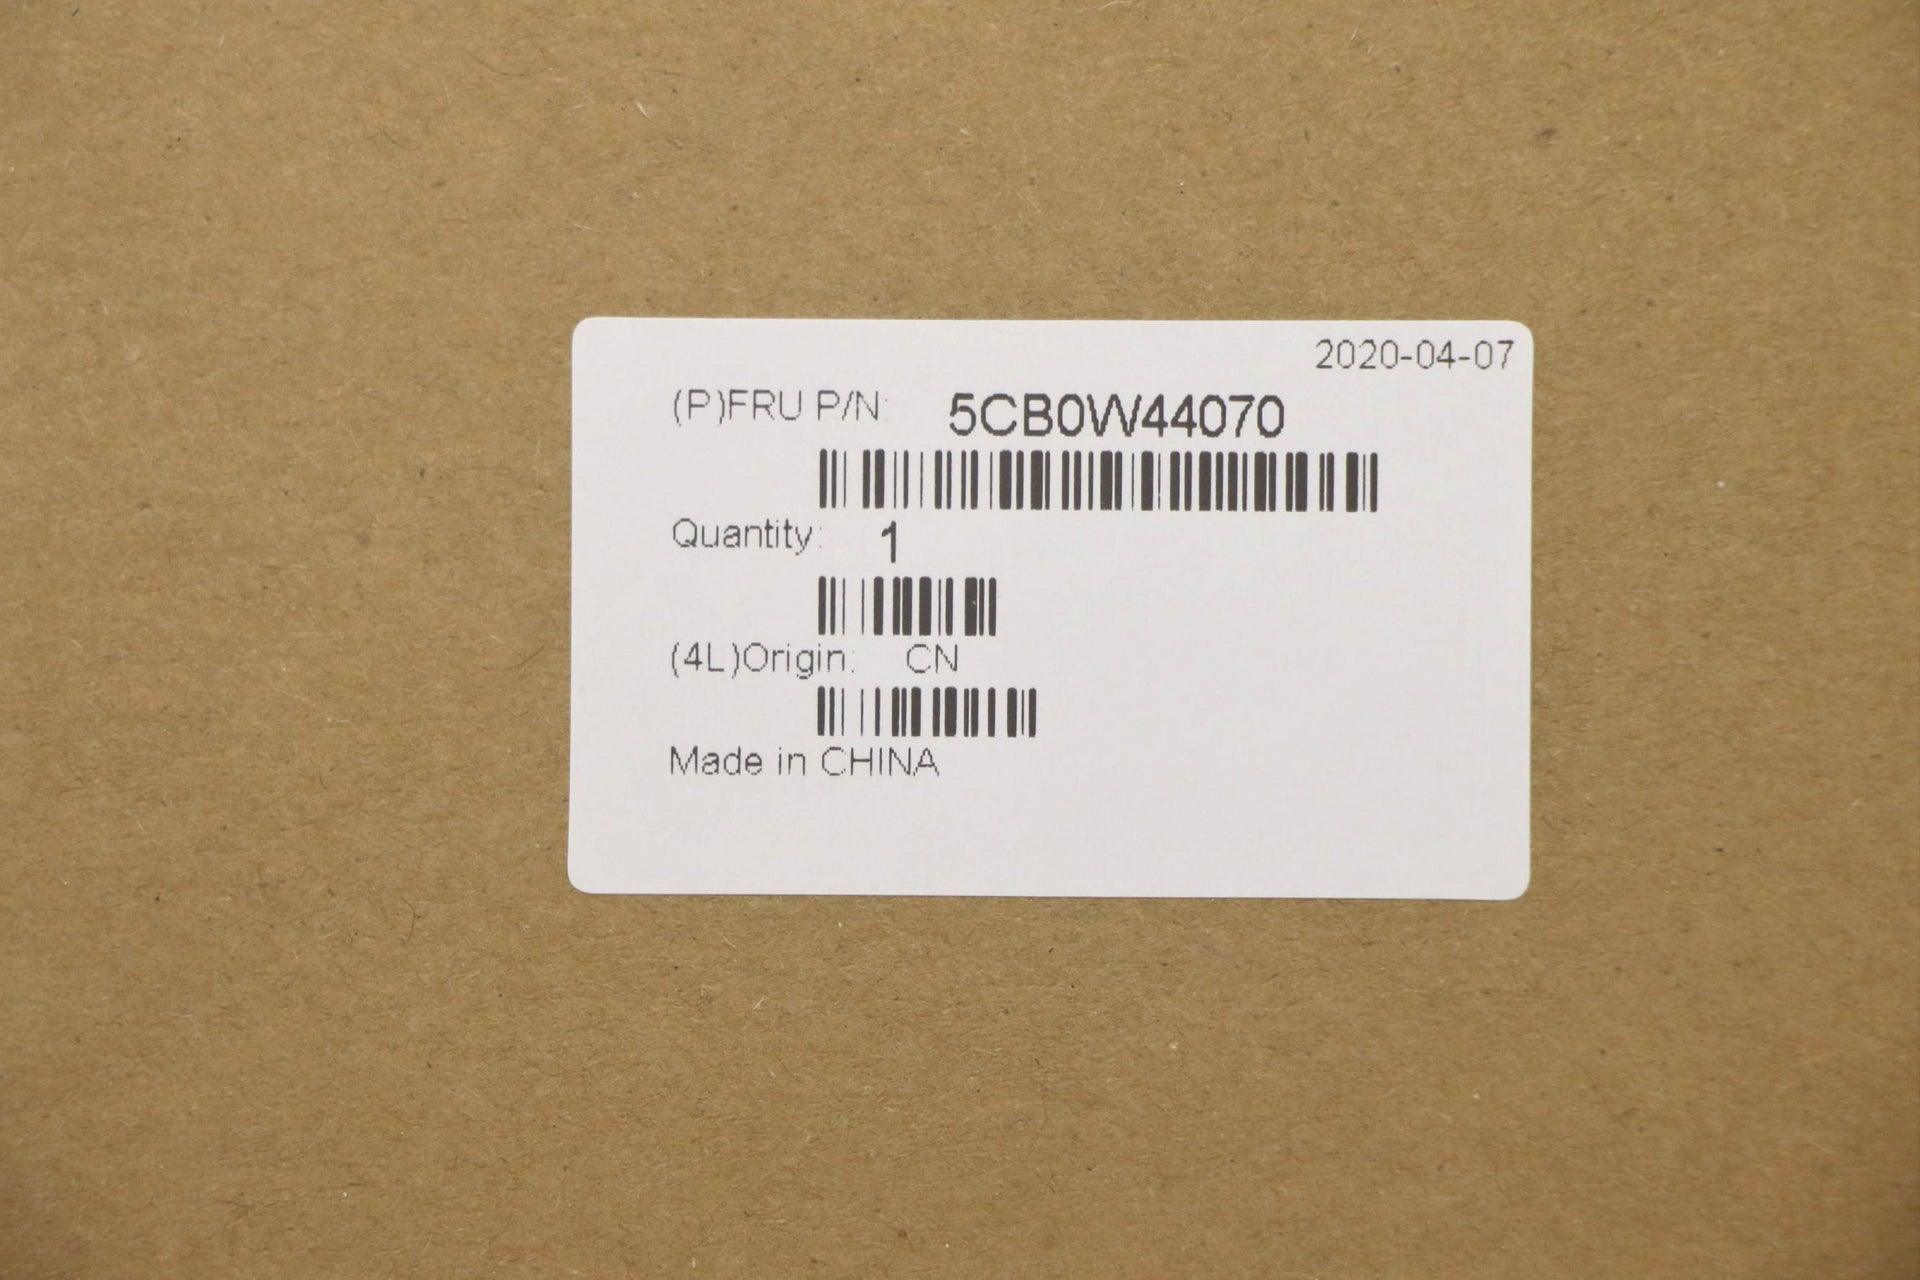 2020-04-07
(P)FRU P/N: 5CB0W44070
Quantity: 1
(4L)Origin: CN
Made in CHINA